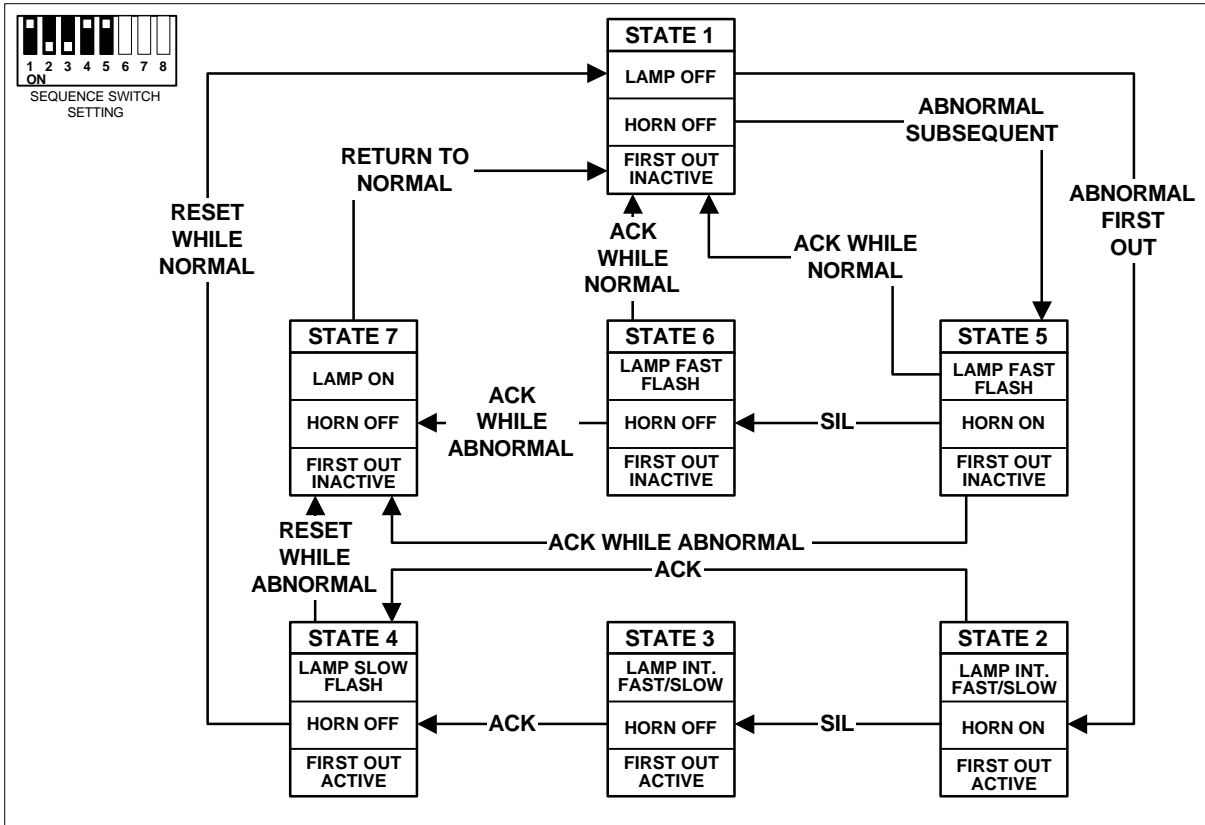 1 2 3 4 5 6 7 8
ON
SEQUENCE SWITCH
SETTING
STATE 1
LAMP OFF
HORN OFF
FIRST OUT
INACTIVE
ABNORMAL
SUBSEQUENT
ABNORMAL
FIRST
OUT
RETURN TO
NORMAL
RESET
WHILE
NORMAL
ACK
WHILE
NORMAL
ACK WHILE
NORMAL
STATE 7
LAMP ON
HORN OFF
FIRST OUT
INACTIVE
ACK
WHILE
ABNORMAL
STATE 6
LAMP FAST
FLASH
HORN OFF
FIRST OUT
INACTIVE
SIL
STATE 5
LAMP FAST
FLASH
HORN ON
FIRST OUT
INACTIVE
RESET
WHILE
ABNORMAL
ACK WHILE ABNORMAL
ACK
STATE 4
LAMP SLOW
FLASH
HORN OFF
FIRST OUT
ACTIVE
ACK
STATE 3
LAMP INT.
FAST/SLOW
HORN OFF
FIRST OUT
ACTIVE
SIL
STATE 2
LAMP INT.
FAST/SLOW
HORN ON
FIRST OUT
ACTIVE